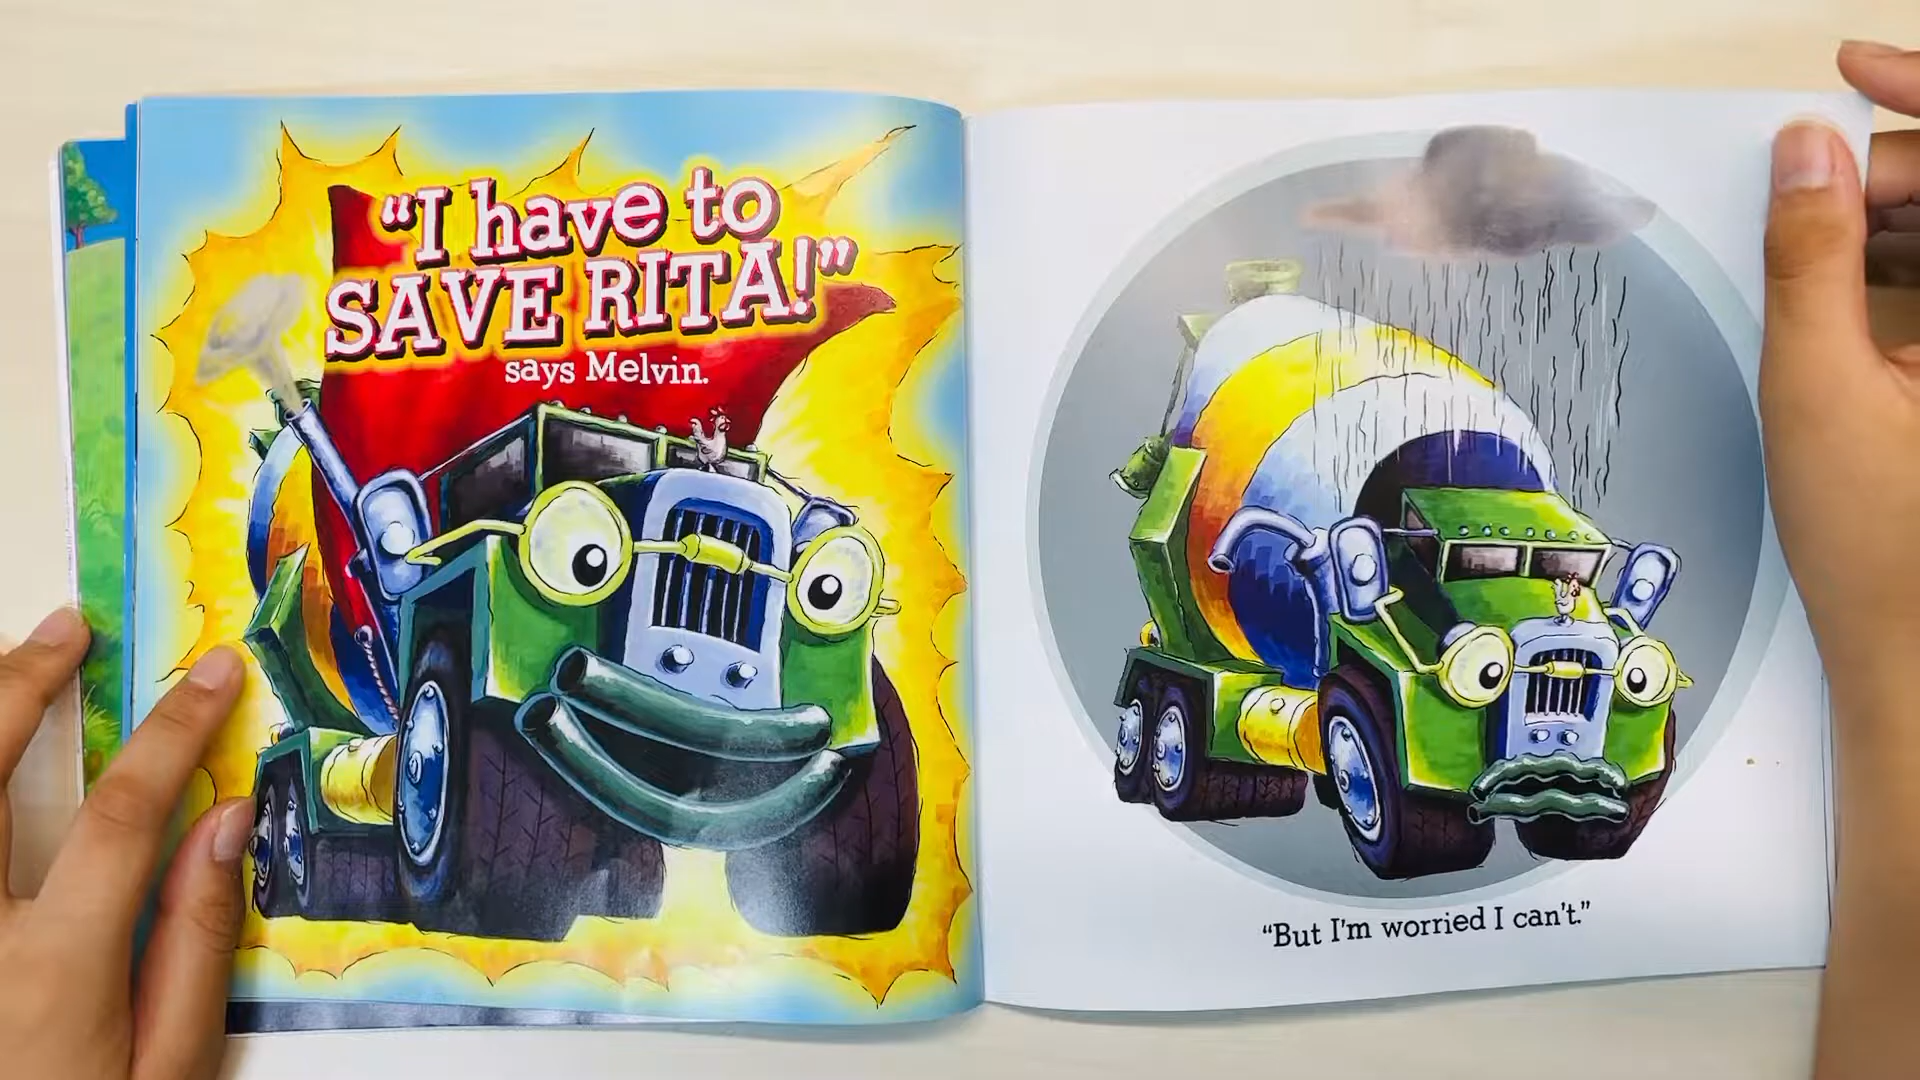 “I have to
SAVE RITA!”
says Melvin.
“But I'm worried I can't.”